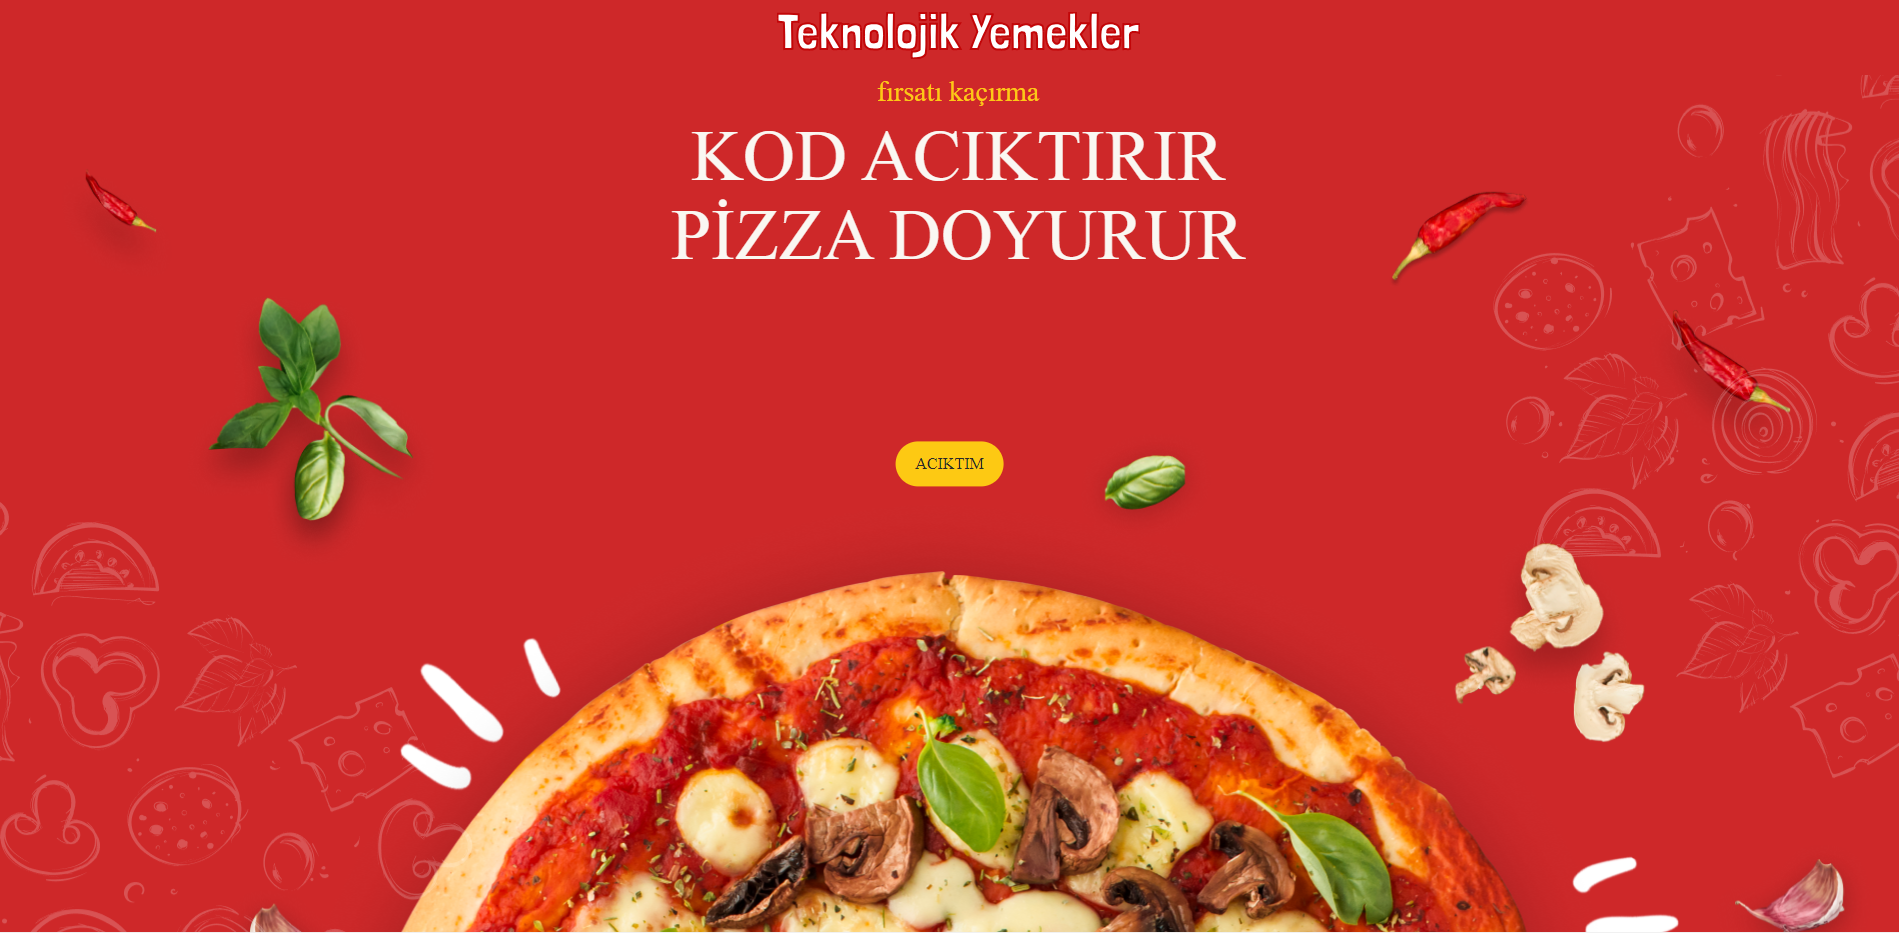 Teknolojik Yemekler
fırsatı kaçırma
KOD ACIKTIRIR
PİZZA DOYURUR
ACIKTIM